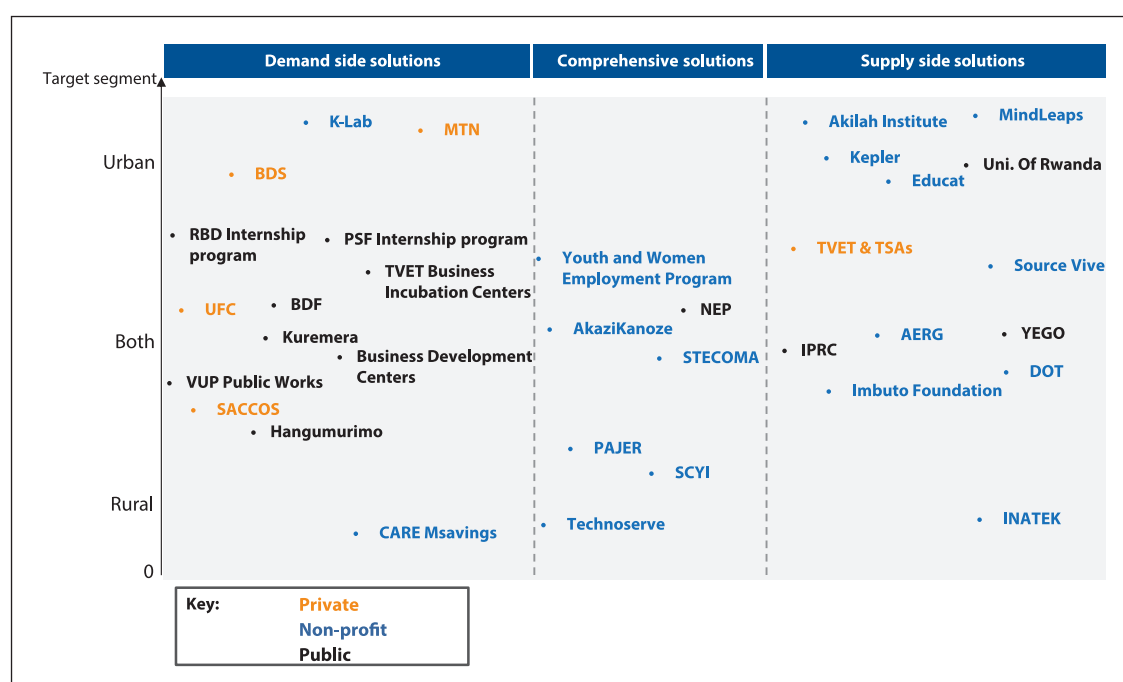 Demand side solutions
Comprehensive solutions
Supply side solutions
Target segment
Urban
Both
Rural
0
K-Lab
MTN
BDS
RBD Internship
program
PSF Internship program
TVET Business
Incubation Centers
UFC
BDF
Kuremera
Business Development
Centers
VUP Public Works
SACCOS
Hangumurimo
CARE Msavings
Youth and Women
Employment Program
NEP
AkaziKanoze
STECOMA
PAJER
SCYI
Technoserve
Akilah Institute
MindLeaps
Kepler
Uni. Of Rwanda
Educat
TVET & TSAs
Source Vive
AERG
YEGO
IPRC
DOT
Imbuto Foundation
INATEK
Key:
Private
Non-profit
Public